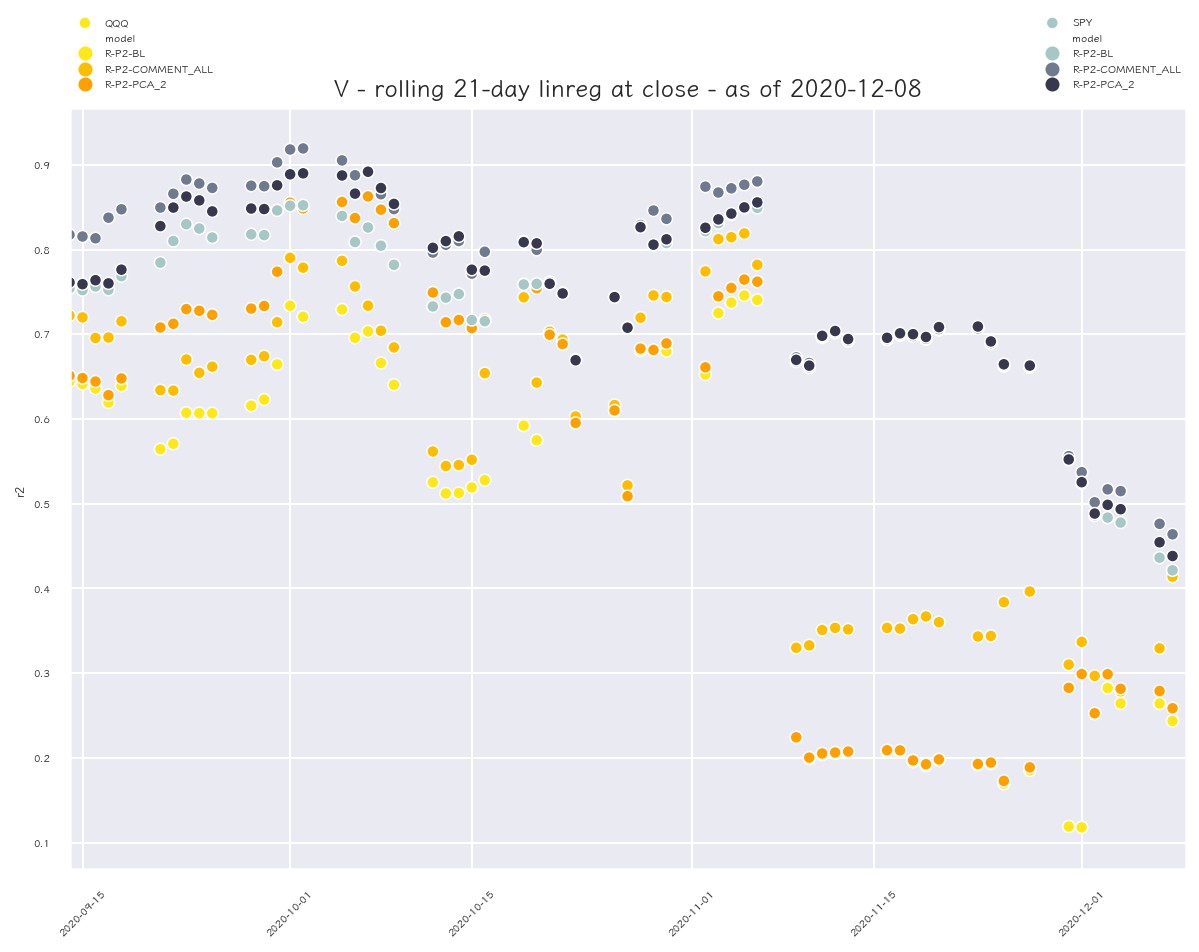 QQQ
model
R-P2-BL
R-P2-COMMENT_ALL
R-P2-PCA_2
SPY
model
R-P2-BL
R-P2-COMMENT_ALL
R-P2-PCA_2
V - rolling 21-day linreg at close - as of 2020-12-08
0.9
0.8
0.7
0.6
0.5
0.4
0.3
0.2
0.1
r2
2020-09-15
2020-10-01
2020-10-15
2020-11-01
2020-11-15
2020-12-01